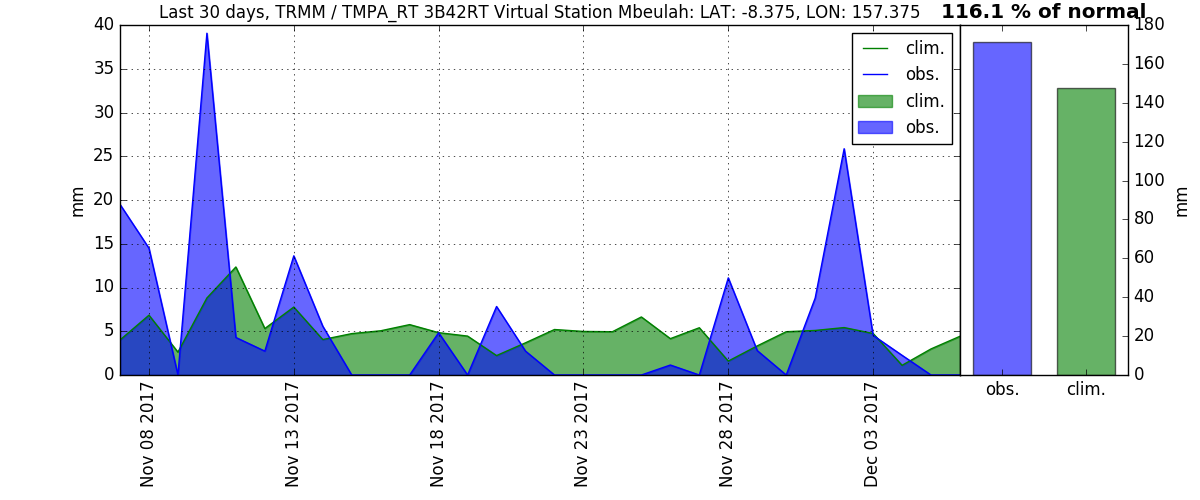 Last 30 days, TRMM / TMPA_RT 3B42RT Virtual Station Mbeulah: LAT: -8.375, LON: 157.375
116.1 % of normal
40
35
30
25
20
15
10
5
0
mm
clim.
obs.
clim.
obs.
180
160
140
120
100
80
60
40
20
0
mm
obs.
clim.
Nov 08 2017
Nov 13 2017
Nov 18 2017
Nov 23 2017
Nov 28 2017
Dec 03 2017